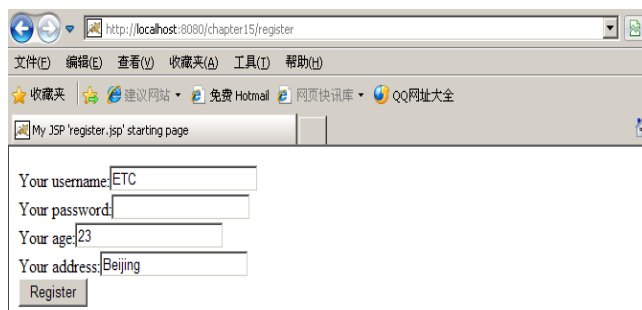 http://localhost:8080/chapter15/register
文件(F) 编辑(E) 查看(V) 收藏夹(A) 工具(T) 帮助(H)
收藏夹 建议网站 免费 Hotmail 网页快讯库 QQ网址大全
My JSP 'register.jsp' starting page
Your username:ETC
Your password:
Your age:23
Your address:Beijing
Register